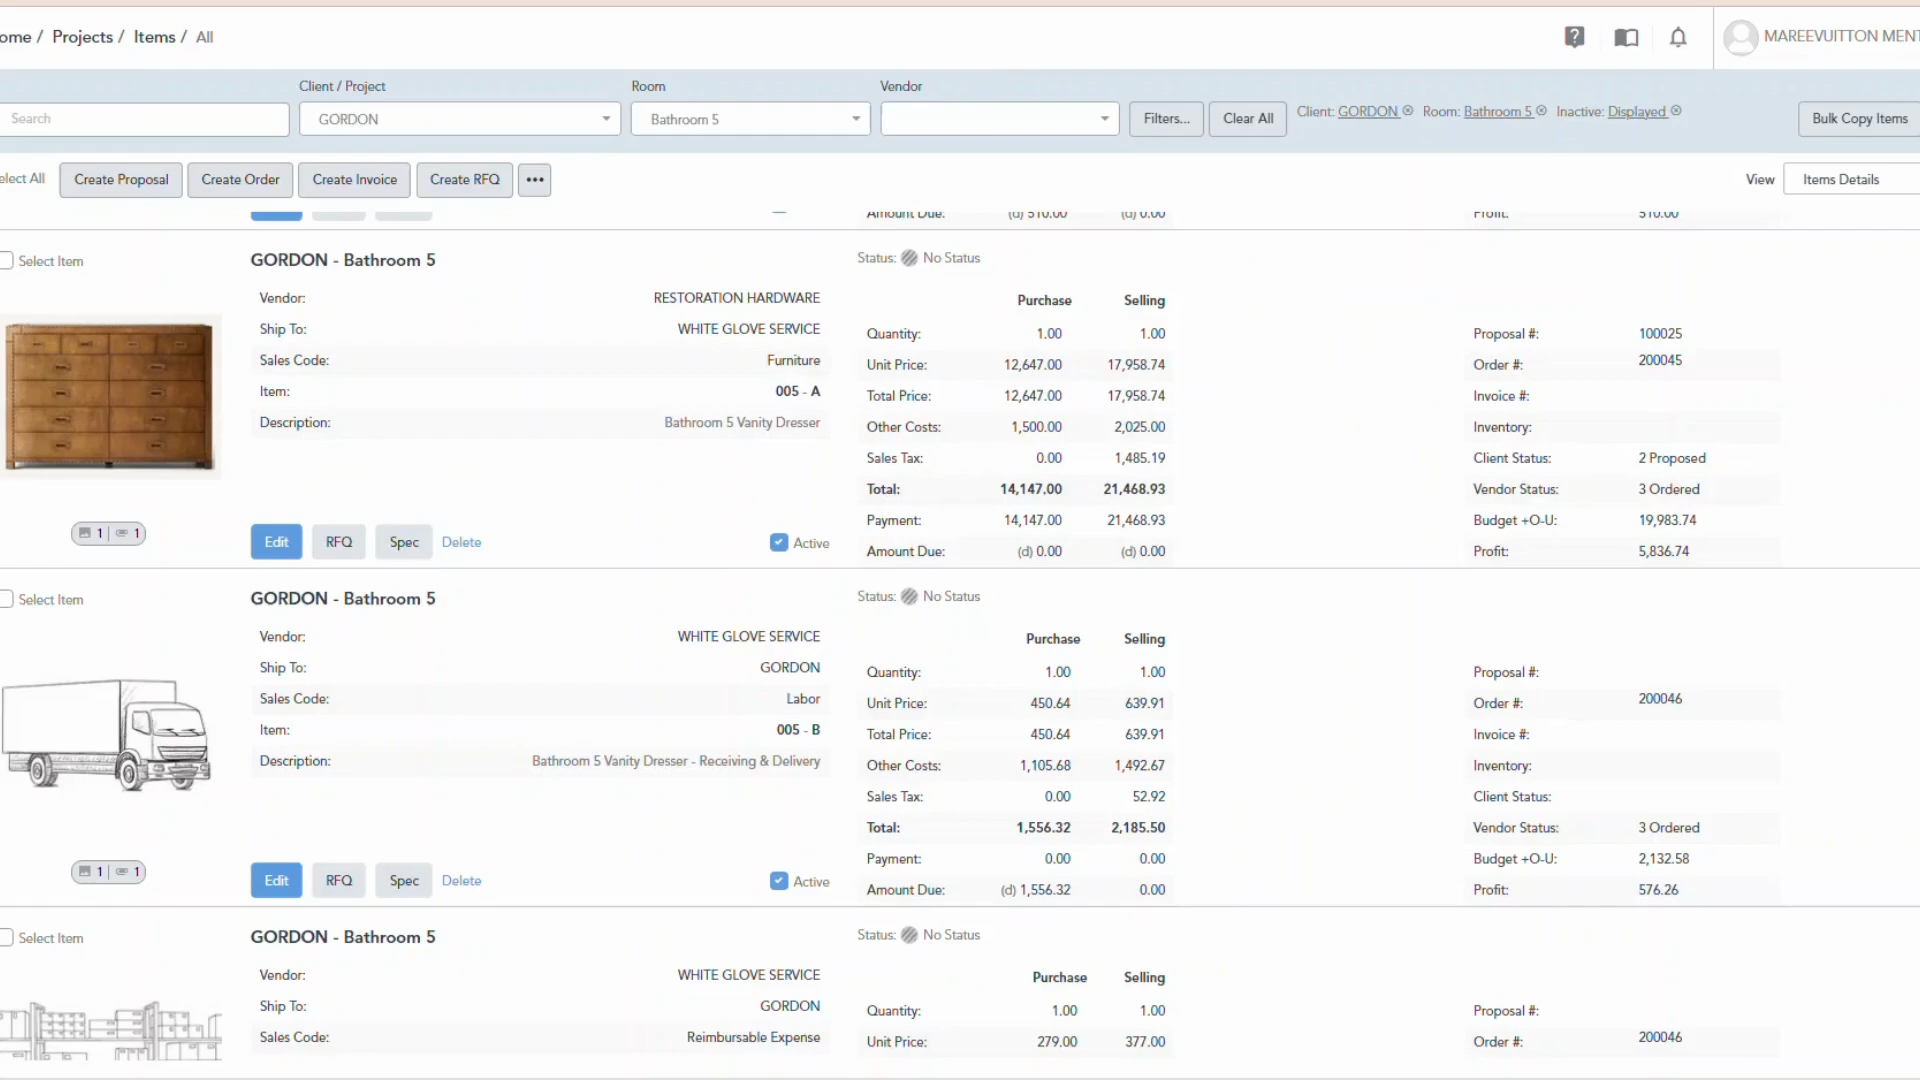 ome / Projects / Items / All
MAREEVUITTON MENT
Client / Project
Room
Vendor
Search
GORDON
Bathroom 5
Filters...
Clear All
Client: GORDON Room: Bathroom 5 Inactive: Displayed
Bulk Copy Items
elect All
Create Proposal
Create Order
Create Invoice
Create RFQ
•••
View
Items Details
Amount Due: (d) 510.00 (d) 0.00
Profit: 510.00
Select Item
GORDON - Bathroom 5
Status: No Status
Vendor: RESTORATION HARDWARE
Ship To: WHITE GLOVE SERVICE
Sales Code: Furniture
Item: 005 - A
Description: Bathroom 5 Vanity Dresser
1 | 1
Edit RFQ Spec Delete
Active
Purchase Selling
Quantity: 1.00 1.00
Unit Price: 12,647.00 17,958.74
Total Price: 12,647.00 17,958.74
Other Costs: 1,500.00 2,025.00
Sales Tax: 0.00 1,485.19
Total: 14,147.00 21,468.93
Payment: 14,147.00 21,468.93
Amount Due: (d) 0.00 (d) 0.00
Proposal #: 100025
Order #: 200045
Invoice #:
Inventory:
Client Status: 2 Proposed
Vendor Status: 3 Ordered
Budget +O-U: 19,983.74
Profit: 5,836.74
Select Item
GORDON - Bathroom 5
Status: No Status
Vendor: WHITE GLOVE SERVICE
Ship To: GORDON
Sales Code: Labor
Item: 005 - B
Description: Bathroom 5 Vanity Dresser - Receiving & Delivery
1 | 1
Edit RFQ Spec Delete
Active
Purchase Selling
Quantity: 1.00 1.00
Unit Price: 450.64 639.91
Total Price: 450.64 639.91
Other Costs: 1,105.68 1,492.67
Sales Tax: 0.00 52.92
Total: 1,556.32 2,185.50
Payment: 0.00 0.00
Amount Due: (d) 1,556.32 0.00
Proposal #:
Order #: 200046
Invoice #:
Inventory:
Client Status:
Vendor Status: 3 Ordered
Budget +O-U: 2,132.58
Profit: 576.26
Select Item
GORDON - Bathroom 5
Status: No Status
Vendor: WHITE GLOVE SERVICE
Ship To: GORDON
Sales Code: Reimbursable Expense
Purchase Selling
Quantity: 1.00 1.00
Unit Price: 279.00 377.00
Proposal #:
Order #: 200046